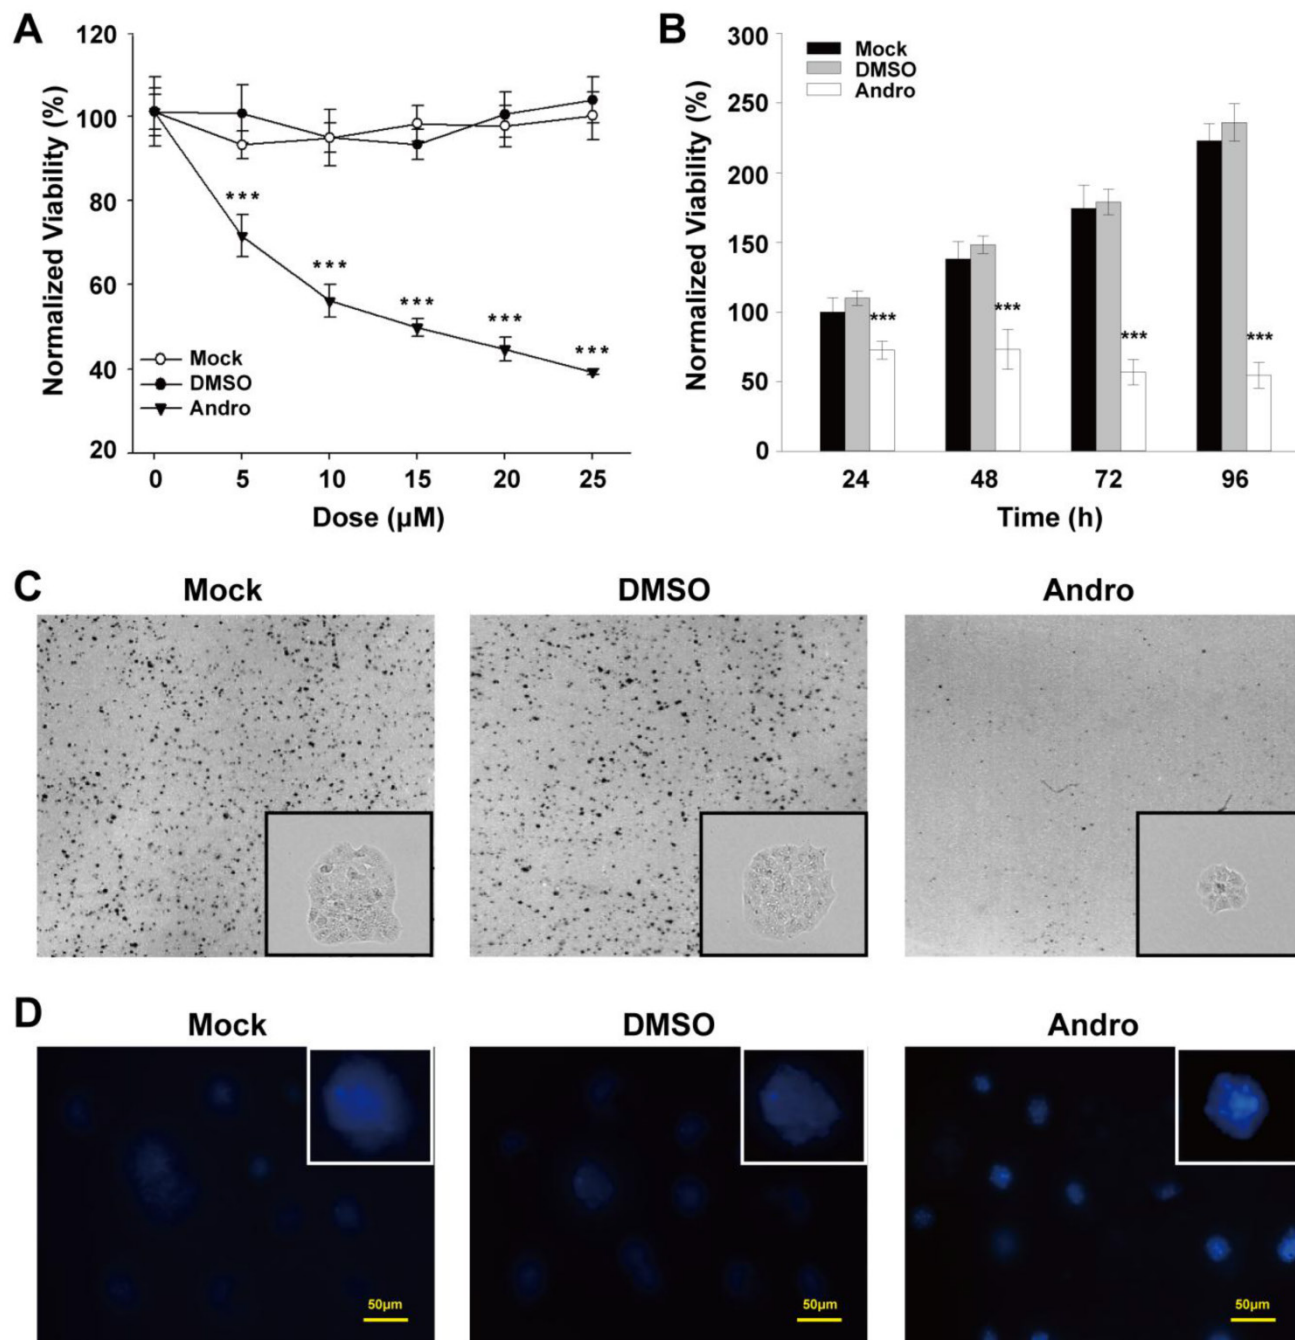 A
120
100
80
60
40
20
Normalized Viability (%)
***
***
***
***
***
Mock
DMSO
Andro
0 5 10 15 20 25
Dose (µM)
B
300
250
200
150
100
50
0
Normalized Viability (%)
Mock
DMSO
Andro
***
***
***
***
24 48 72 96
Time (h)
C
Mock DMSO Andro
D
Mock DMSO Andro
50µm 50µm 50µm